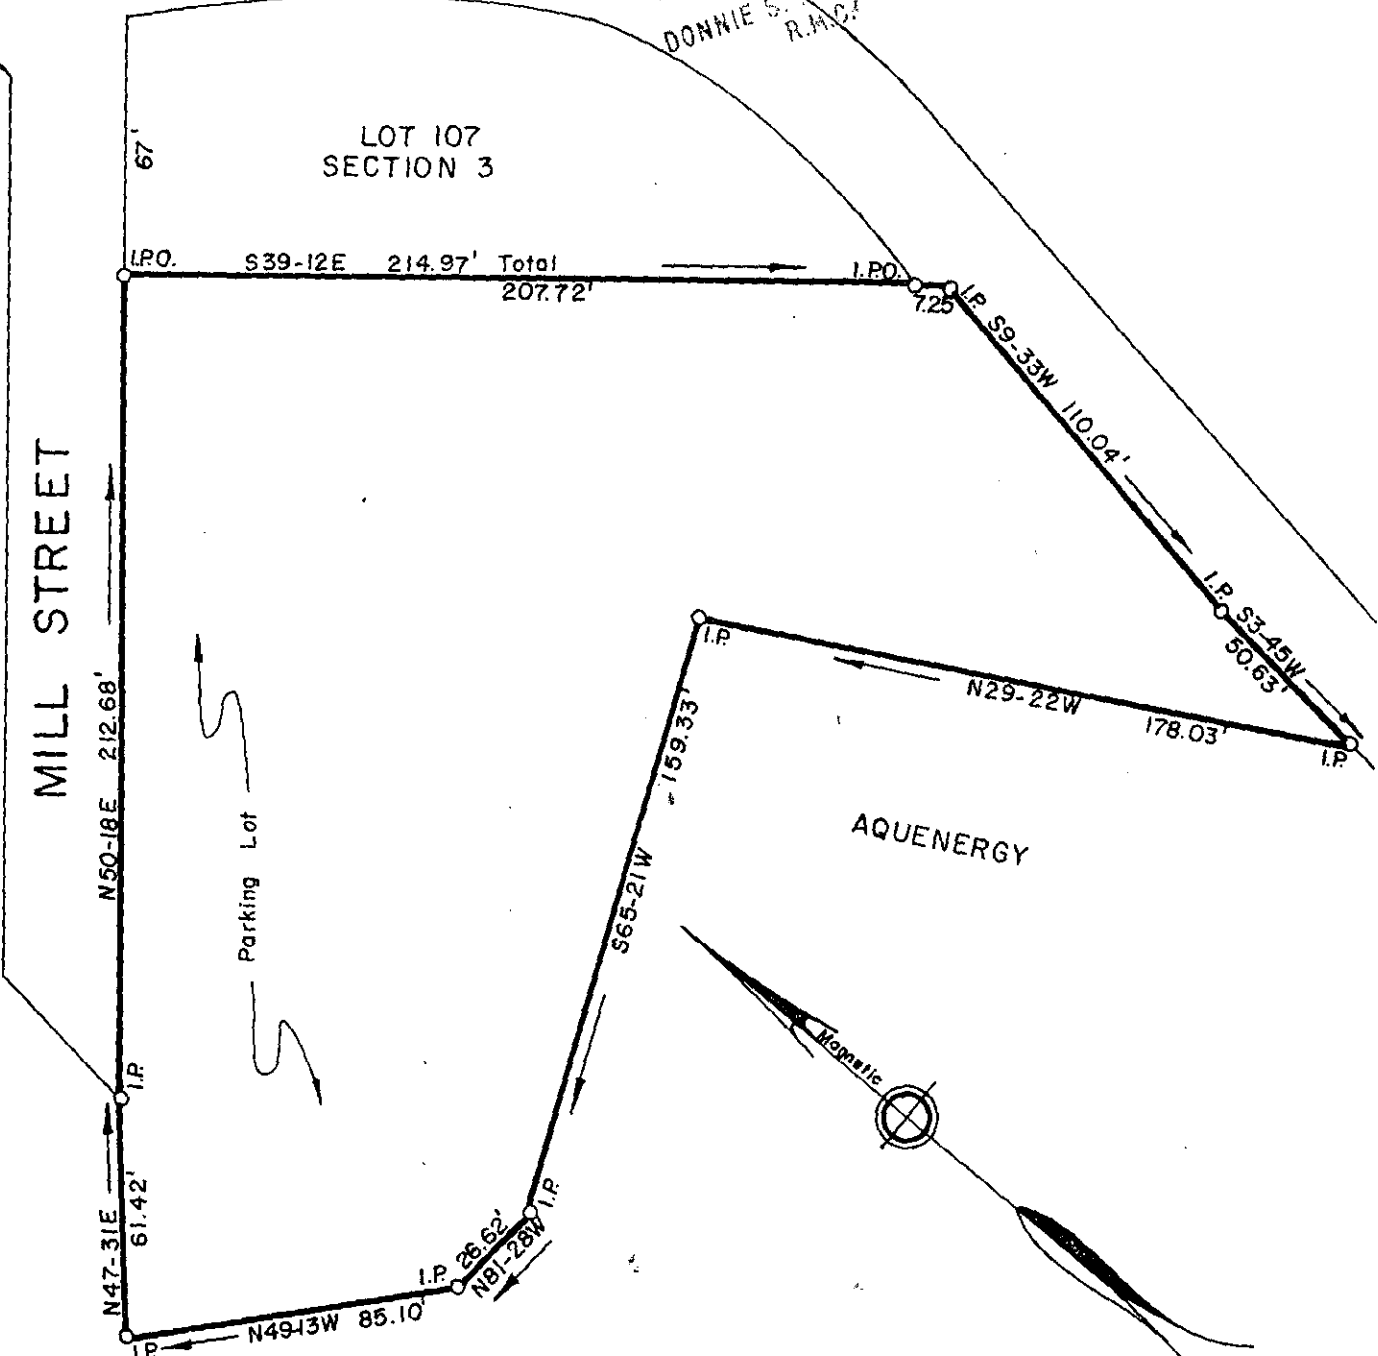 DONNIE S.
R.M.C.
67'
LOT 107
SECTION 3
I.P.O.
S39-12E 214.97' Total
207.72'
I.P.O.
7.25
I.P.
S9-33W 110.04'
I.P.
S3-45W
50.63'
I.P.
N29-22W 178.03'
I.P.
S65-21W 159.33'
AQUENERGY
MILL STREET
N50-18E 212.68'
Parking Lot
Magnetic
I.P.
N47-31E
61.42'
I.P.
26.62'
N81-28W
I.P.
N49-13W 85.10'
I.P.